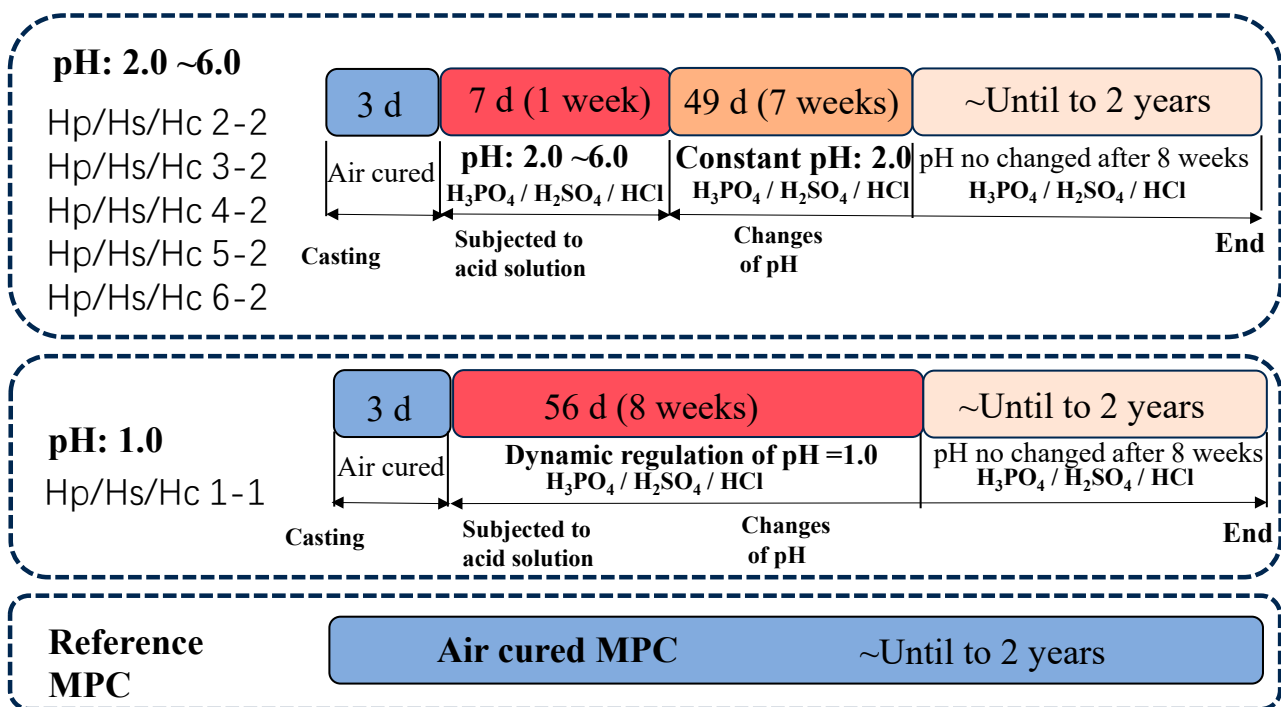 pH: 2.0 ~6.0
Hp/Hs/Hc 2-2
Hp/Hs/Hc 3-2
Hp/Hs/Hc 4-2
Hp/Hs/Hc 5-2
Hp/Hs/Hc 6-2
3 d
7 d (1 week)
49 d (7 weeks)
~Until to 2 years
Air cured
pH: 2.0 ~6.0
H₃PO₄ / H₂SO₄ / HCl
Constant pH: 2.0
H₃PO₄ / H₂SO₄ / HCl
pH no changed after 8 weeks
H₃PO₄ / H₂SO₄ / HCl
Casting
Subjected to
acid solution
Changes
of pH
End
pH: 1.0
Hp/Hs/Hc 1-1
3 d
56 d (8 weeks)
~Until to 2 years
Air cured
Dynamic regulation of pH =1.0
H₃PO₄ / H₂SO₄ / HCl
pH no changed after 8 weeks
H₃PO₄ / H₂SO₄ / HCl
Casting
Subjected to
acid solution
Changes
of pH
End
Reference
MPC
Air cured MPC
~Until to 2 years